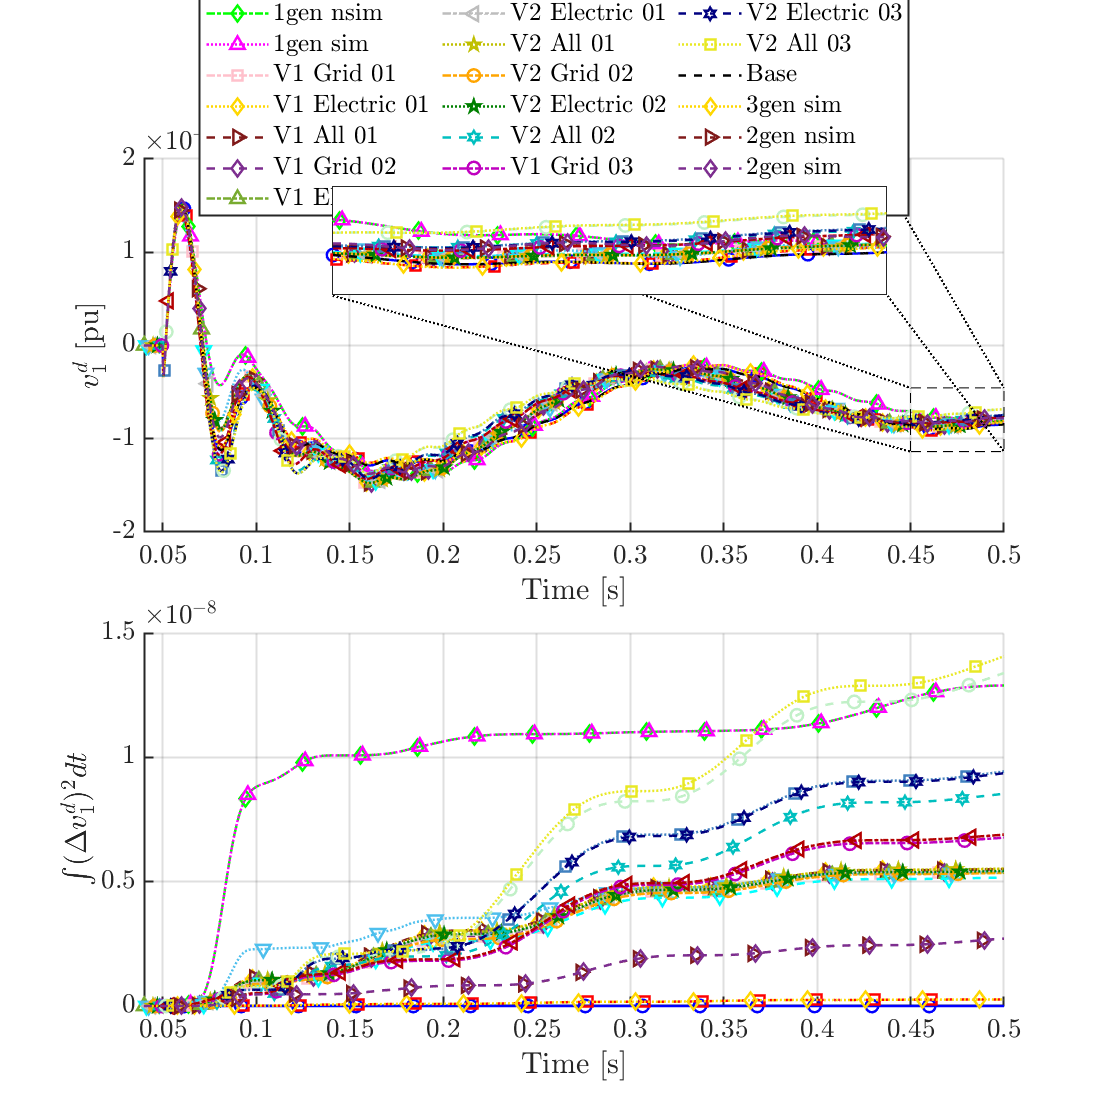 1gen nsim V2 Electric 01 V2 Electric 03
1gen sim V2 All 01 V2 All 03
V1 Grid 01 V2 Grid 02 Base
V1 Electric 01 V2 Electric 02 3gen sim
V1 All 01 V2 All 02 2gen nsim
V1 Grid 02 V1 Grid 03 2gen sim
V1
×10
2
1
0
-1
-2
v₁ᵈ [pu]
0.05 0.1 0.15 0.2 0.25 0.3 0.35 0.4 0.45 0.5
Time [s]
×10⁻⁸
1.5
1
0.5
0
∫(Δv₁ᵈ)²dt
0.05 0.1 0.15 0.2 0.25 0.3 0.35 0.4 0.45 0.5
Time [s]